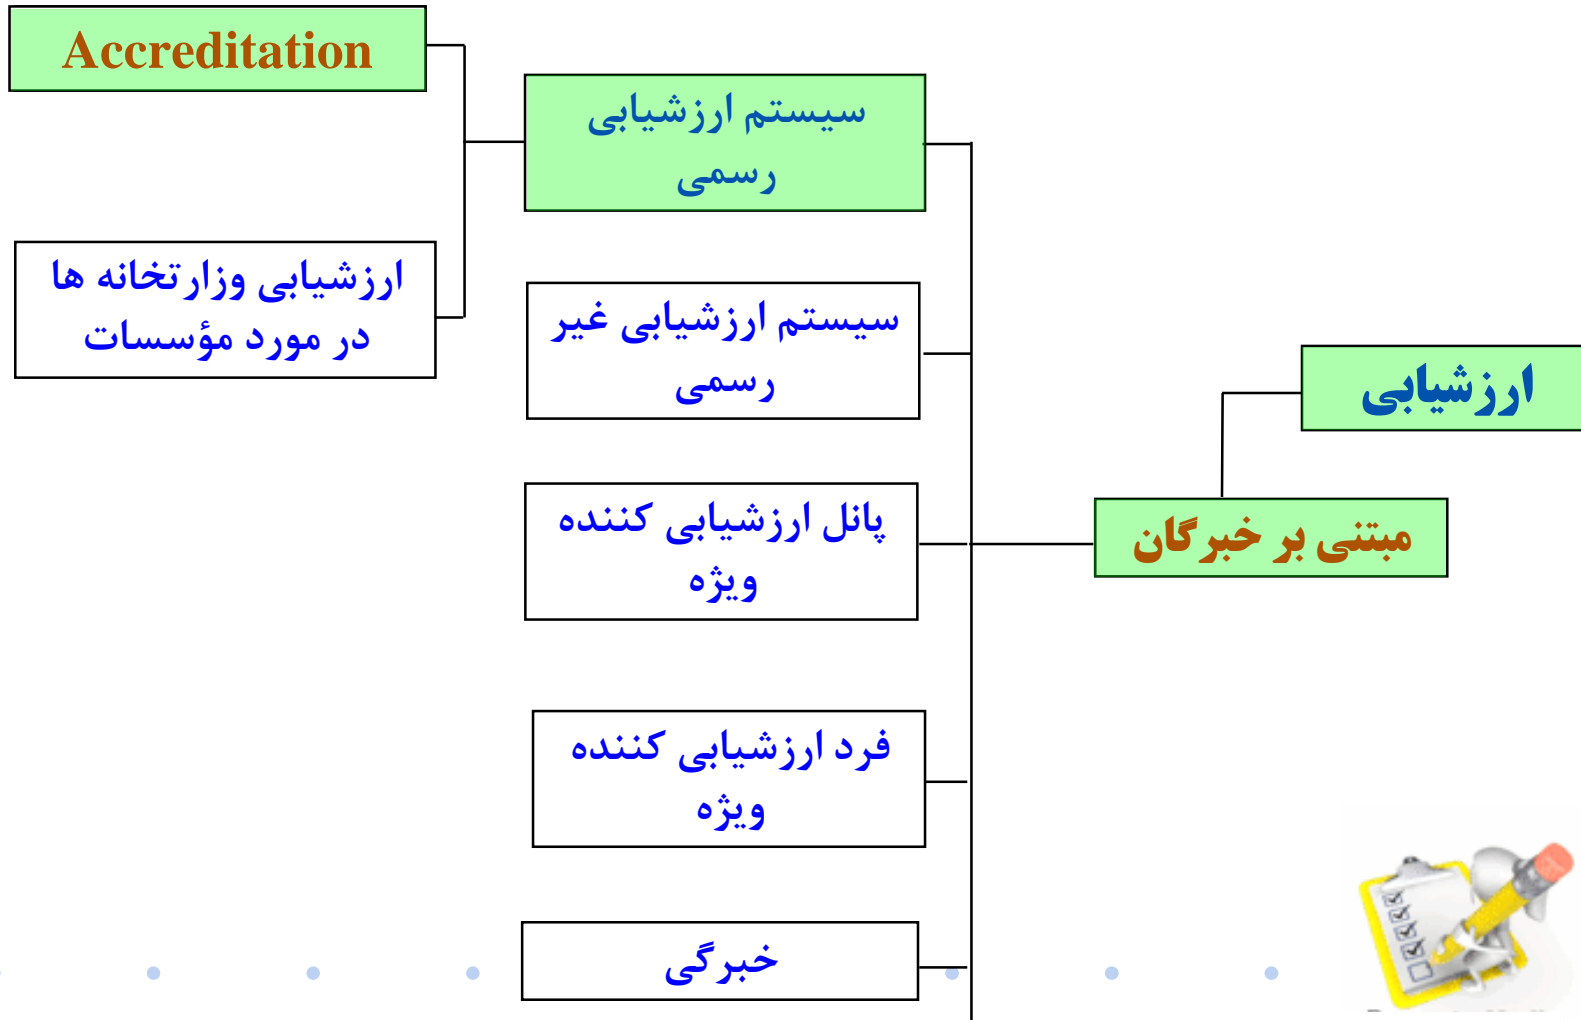 Accreditation
سیستم ارزشیابی
رسمی
ارزشیابی وزارتخانه ها
در مورد مؤسسات
سیستم ارزشیابی غیر
رسمی
ارزشیابی
پانل ارزشیابی کننده
ویژه
مبتنی بر خبرگان
فرد ارزشیابی کننده
ویژه
خبرگی